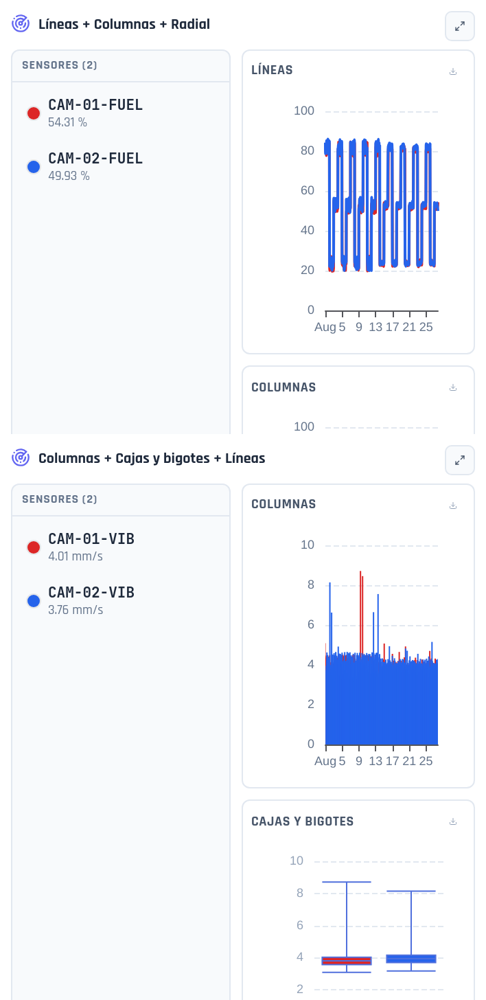 Líneas + Columnas + Radial
SENSORES (2)
CAM-01-FUEL
54.31 %
CAM-02-FUEL
49.93 %
LÍNEAS
100
80
60
40
20
0
Aug 5 9 13 17 21 25
COLUMNAS
100
Columnas + Cajas y bigotes + Líneas
SENSORES (2)
CAM-01-VIB
4.01 mm/s
CAM-02-VIB
3.76 mm/s
COLUMNAS
10
8
6
4
2
0
Aug 5 9 13 17 21 25
CAJAS Y BIGOTES
10
8
6
4
2